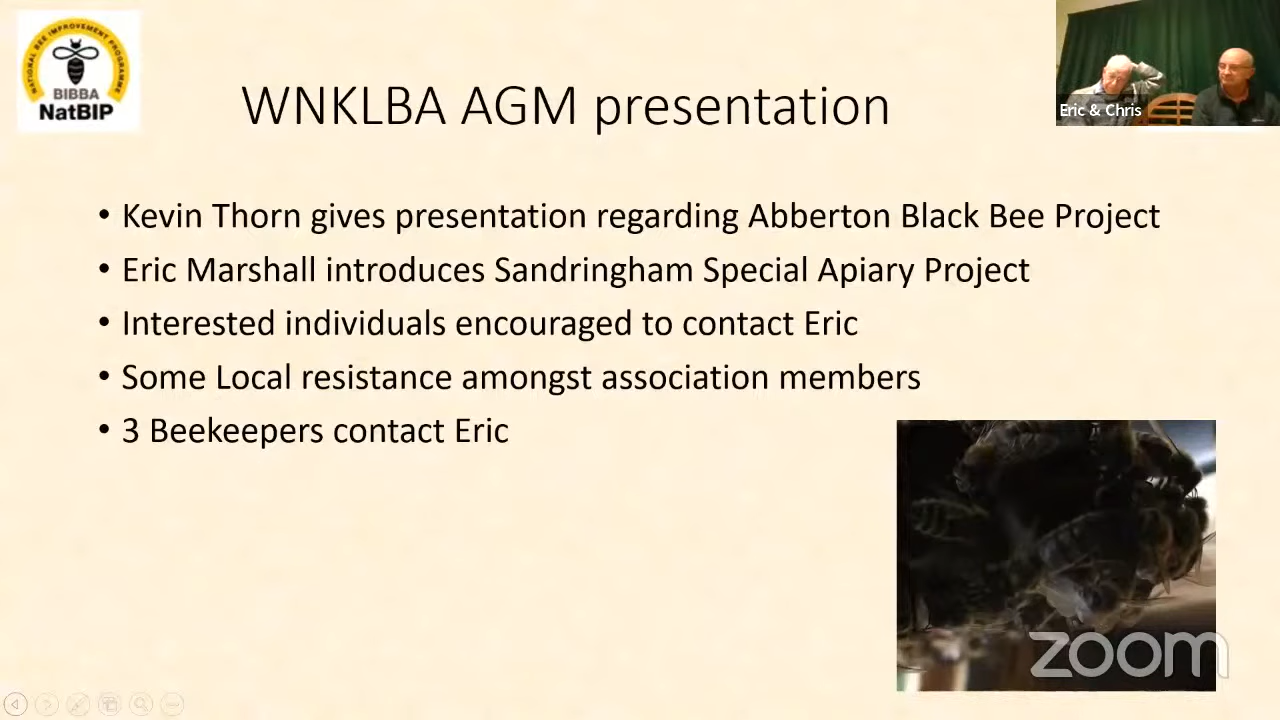 NATIONAL BEE IMPROVEMENT PROGRAMME
BIBBA
NatBIP
WNKLBA AGM presentation
Eric & Chris
• Kevin Thorn gives presentation regarding Abberton Black Bee Project
• Eric Marshall introduces Sandringham Special Apiary Project
• Interested individuals encouraged to contact Eric
• Some Local resistance amongst association members
• 3 Beekeepers contact Eric
zoom